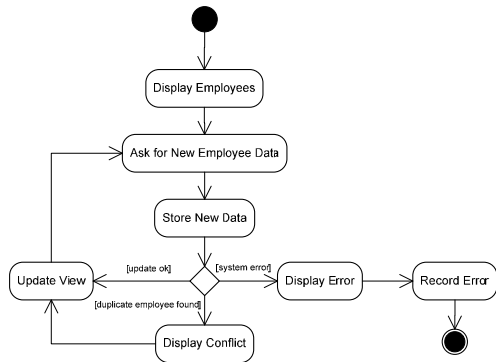 Display Employees
Ask for New Employee Data
Store New Data
[update ok]
[system error]
Update View
Display Error
Record Error
[duplicate employee found]
Display Conflict